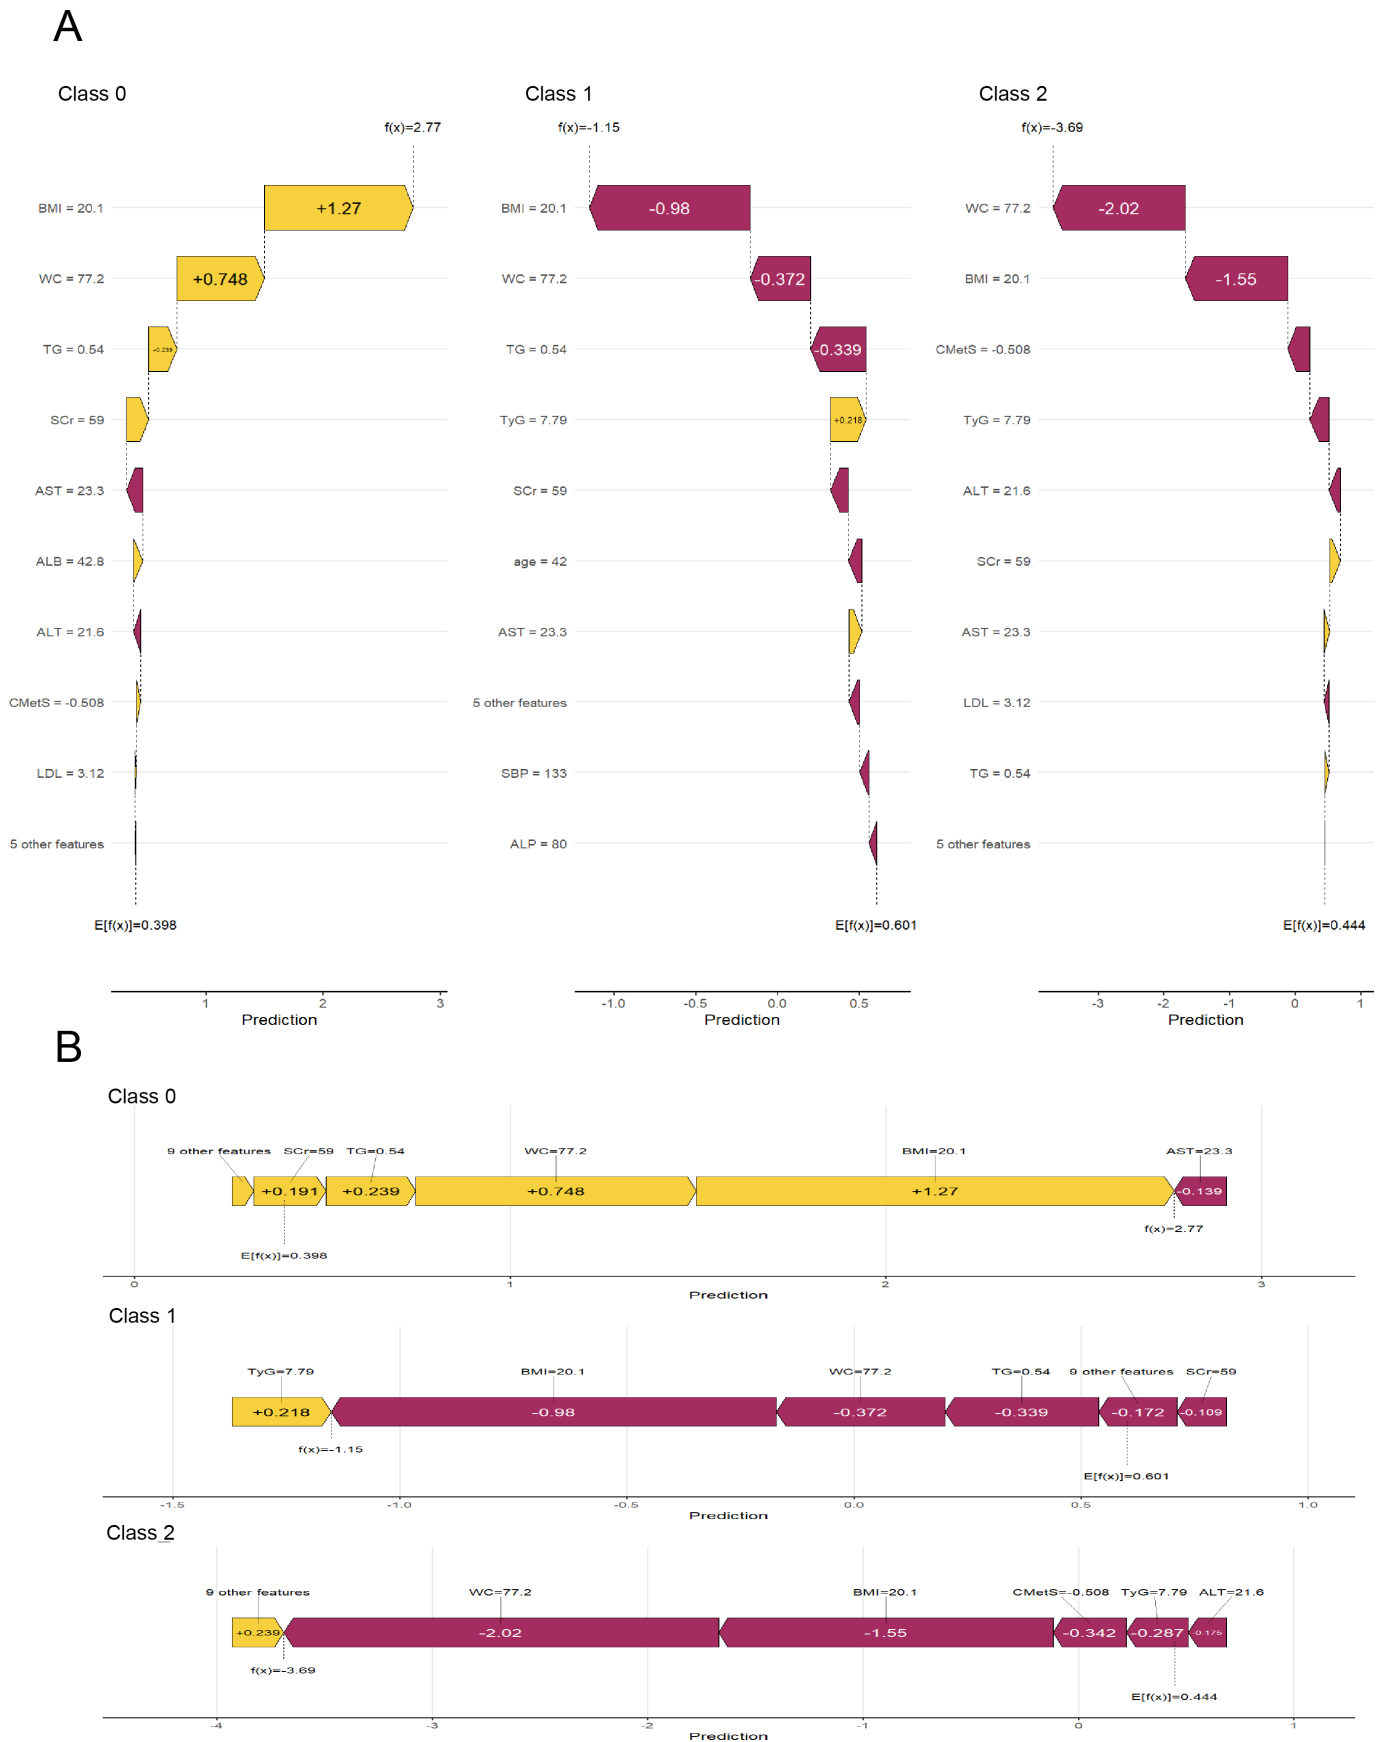 A
Class 0
f(x)=2.77
BMI = 20.1
+1.27
WC = 77.2
+0.748
TG = 0.54
+0.239
SCr = 59
AST = 23.3
ALB = 42.8
ALT = 21.6
CMetS = -0.508
LDL = 3.12
5 other features
E[f(x)]=0.398
1 2 3
Prediction
Class 1
f(x)=-1.15
BMI = 20.1
-0.98
WC = 77.2
-0.372
TG = 0.54
-0.339
TyG = 7.79
+0.218
SCr = 59
age = 42
AST = 23.3
5 other features
SBP = 133
ALP = 80
E[f(x)]=0.601
-1.0 -0.5 0.0 0.5
Prediction
Class 2
f(x)=-3.69
WC = 77.2
-2.02
BMI = 20.1
-1.55
CMetS = -0.508
TyG = 7.79
ALT = 21.6
SCr = 59
AST = 23.3
LDL = 3.12
TG = 0.54
5 other features
E[f(x)]=0.444
-3 -2 -1 0 1
Prediction
B
Class 0
9 other features SCr=59 TG=0.54 WC=77.2 BMI=20.1 AST=23.3
+0.191 +0.239 +0.748 +1.27 -0.139
f(x)=2.77
E[f(x)]=0.398
0 1 2 3
Prediction
Class 1
TyG=7.79 BMI=20.1 WC=77.2 TG=0.54 9 other features SCr=59
+0.218 -0.98 -0.372 -0.339 -0.172 -0.109
f(x)=-1.15
E[f(x)]=0.601
-1.5 -1.0 -0.5 0.0 0.5 1.0
Prediction
Class_2
9 other features WC=77.2 BMI=20.1 CMetS=-0.508 TyG=7.79 ALT=21.6
+0.239 -2.02 -1.55 -0.342 -0.287 -0.175
f(x)=-3.69
E[f(x)]=0.444
-4 -3 -2 -1 0 1
Prediction